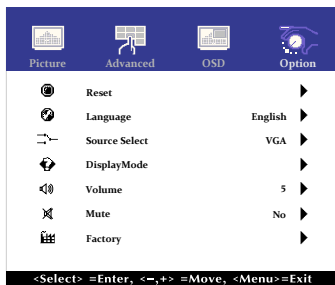 Picture Advanced OSD Option
Reset
Language English
Source Select VGA
DisplayMode
Volume 5
Mute No
Factory
<Select> =Enter, <−,+> =Move, <Menu>=Exit